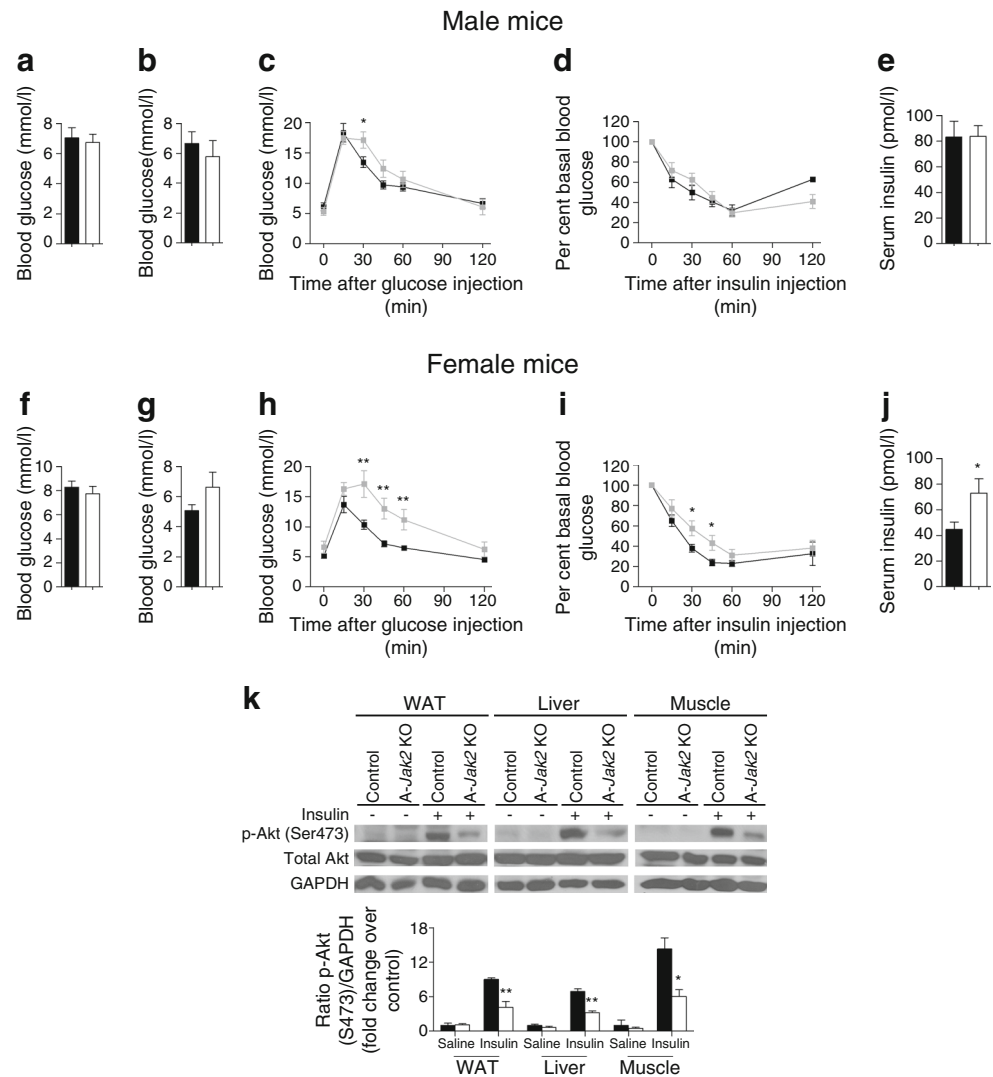 Male mice
a
b
c
d
e
Blood glucose (mmol/l)
8
6
4
2
0
Blood glucose(mmol/l)
8
6
4
2
0
Blood glucose (mmol/l)
20
15
10
5
0
*
0 30 60 90 120
Time after glucose injection
(min)
Per cent basal blood
glucose
120
100
80
60
40
20
0
0 30 60 90 120
Time after insulin injection
(min)
Serum insulin (pmol/l)
100
80
60
40
20
0
Female mice
f
g
h
i
j
Blood glucose (mmol/l)
10
8
6
4
2
0
Blood glucose (mmol/l)
8
6
4
2
0
Blood glucose (mmol/l)
20
15
10
5
0
**
**
**
0 30 60 90 120
Time after glucose injection
(min)
Per cent basal blood
glucose
120
100
80
60
40
20
0
*
*
0 30 60 90 120
Time after insulin injection
(min)
Serum insulin (pmol/l)
100
80
60
40
20
0
*
k
WAT Liver Muscle
Control A-Jak2 KO Control A-Jak2 KO Control A-Jak2 KO Control A-Jak2 KO Control A-Jak2 KO Control A-Jak2 KO
Insulin - - + + - - + + - - + +
p-Akt (Ser473)
Total Akt
GAPDH
Ratio p-Akt
(S473)/GAPDH
(fold change over
control)
18
12
6
0
**
**
*
Saline Insulin Saline Insulin Saline Insulin
WAT Liver Muscle